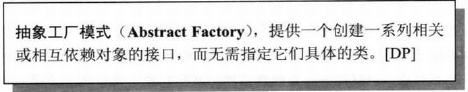 抽象工厂模式（Abstract Factory），提供一个创建一系列相关
或相互依赖对象的接口，而无需指定它们具体的类。[DP]